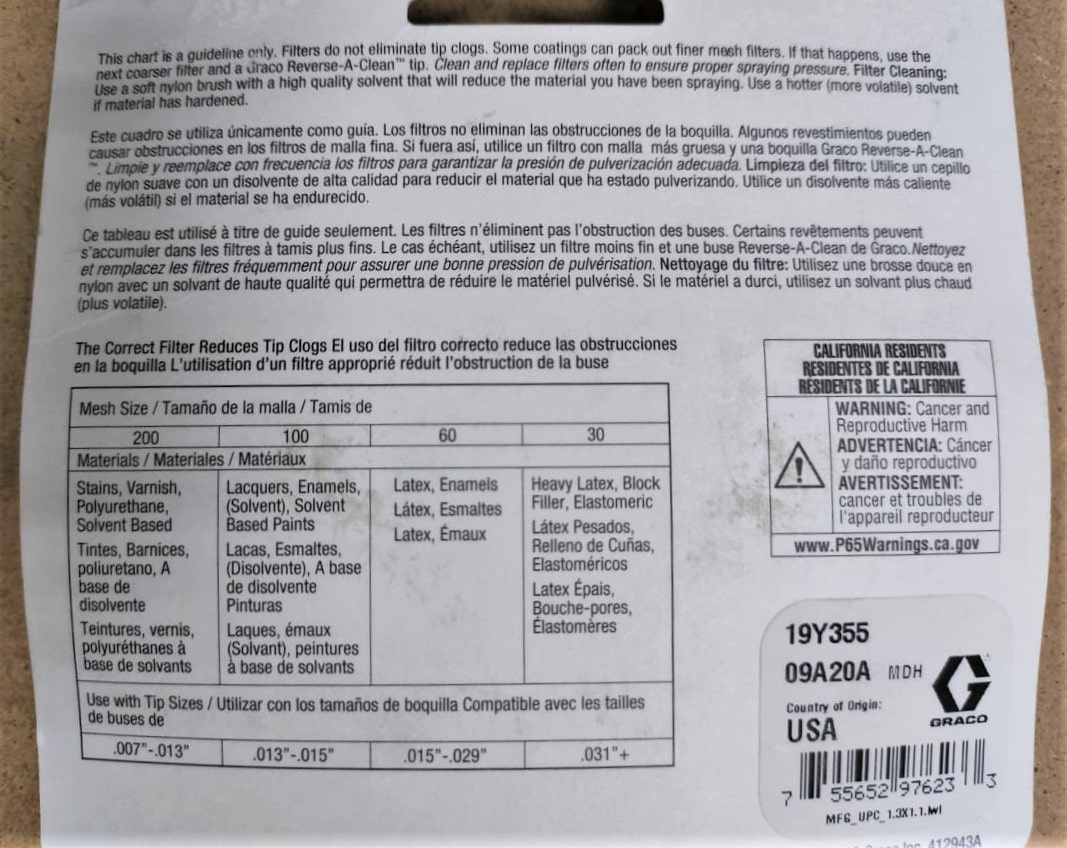 This chart is a guideline only. Filters do not eliminate tip clogs. Some coatings can pack out finer mesh filters. If that happens, use the
next coarser filter and a Graco Reverse-A-Clean™ tip. Clean and replace filters often to ensure proper spraying pressure. Filter Cleaning:
Use a soft nylon brush with a high quality solvent that will reduce the material you have been spraying. Use a hotter (more volatile) solvent
if material has hardened.
Este cuadro se utiliza únicamente como guía. Los filtros no eliminan las obstrucciones de la boquilla. Algunos revestimientos pueden
causar obstrucciones en los filtros de malla fina. Si fuera así, utilice un filtro con malla más gruesa y una boquilla Graco Reverse-A-Clean
™. Limpie y reemplace con frecuencia los filtros para garantizar la presión de pulverización adecuada. Limpieza del filtro: Utilice un cepillo
de nylon suave con un disolvente de alta calidad para reducir el material que ha estado pulverizando. Utilice un disolvente más caliente
(más volátil) si el material se ha endurecido.
Ce tableau est utilisé à titre de guide seulement. Les filtres n'éliminent pas l'obstruction des buses. Certains revêtements peuvent
s'accumuler dans les filtres à tamis plus fins. Le cas échéant, utilisez un filtre moins fin et une buse Reverse-A-Clean de Graco.Nettoyez
et remplacez les filtres fréquemment pour assurer une bonne pression de pulvérisation. Nettoyage du filtre: Utilisez une brosse douce en
nylon avec un solvant de haute qualité qui permettra de réduire le matériel pulvérisé. Si le matériel a durci, utilisez un solvant plus chaud
(plus volatile).
The Correct Filter Reduces Tip Clogs El uso del filtro correcto reduce las obstrucciones
en la boquilla L'utilisation d'un filtre approprié réduit l'obstruction de la buse
Mesh Size / Tamaño de la malla / Tamis de
200 100 60 30
Materials / Materiales / Matériaux
Stains, Varnish,
Polyurethane,
Solvent Based
Tintes, Barnices,
poliuretano, A
base de
disolvente
Teintures, vernis,
polyuréthanes à
base de solvants
Lacquers, Enamels,
(Solvent), Solvent
Based Paints
Lacas, Esmaltes,
(Disolvente), A base
de disolvente
Pinturas
Laques, émaux
(Solvant), peintures
à base de solvants
Latex, Enamels
Látex, Esmaltes
Latex, Émaux
Heavy Latex, Block
Filler, Elastomeric
Látex Pesados,
Relleno de Cuñas,
Elastoméricos
Latex Épais,
Bouche-pores,
Élastomères
Use with Tip Sizes / Utilizar con los tamaños de boquilla Compatible avec les tailles
de buses de
.007"-.013" .013"-.015" .015"-.029" .031"+
CALIFORNIA RESIDENTS
RESIDENTES DE CALIFORNIA
RÉSIDENTS DE LA CALIFORNIE
WARNING: Cancer and
Reproductive Harm
ADVERTENCIA: Cáncer
y daño reproductivo
AVERTISSEMENT:
cancer et troubles de
l'appareil reproducteur
www.P65Warnings.ca.gov
19Y355
09A20A MDH
Country of Origin:
USA
GRACO
7 55652 97623 3
MFG_UPC_1.3X1.1.lwl
Inc. 412943A